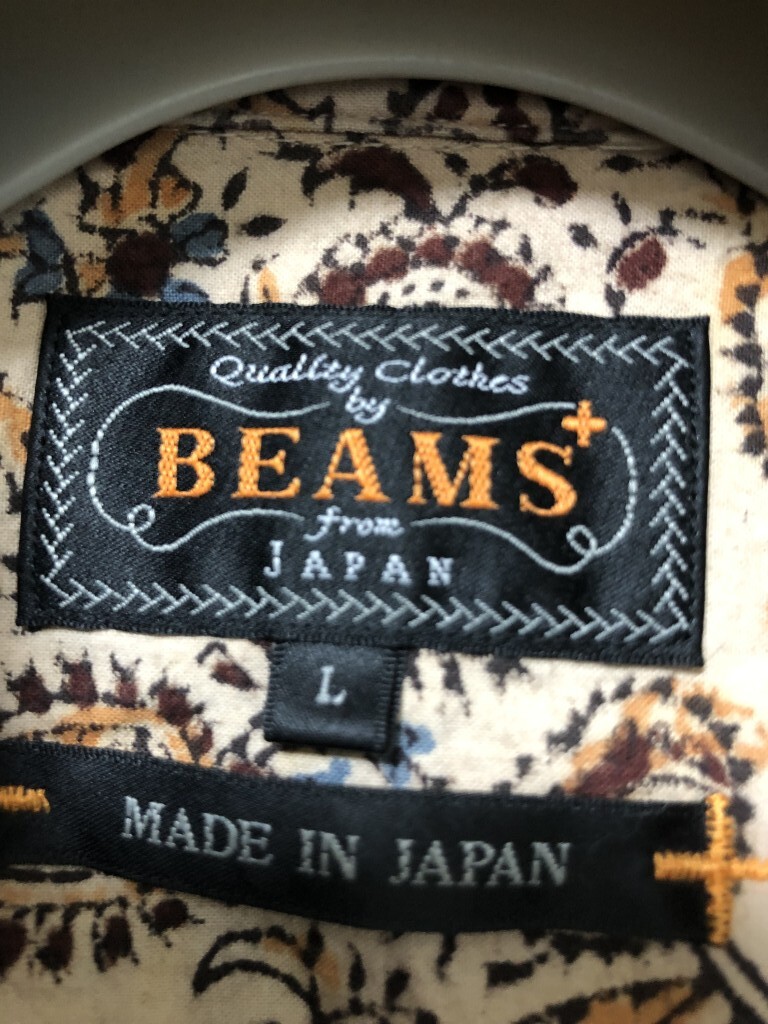 Quality Clothes
by
BEAMS+
from
JAPAN
L
MADE IN JAPAN